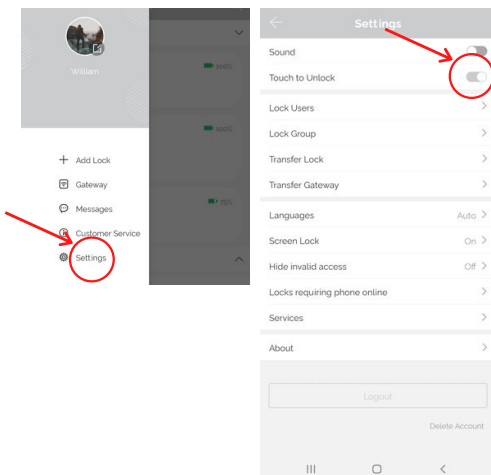 William
100%
100%
75%
Add Lock
Gateway
Messages
Customer Service
Settings
Settings
Sound
Touch to Unlock
Lock Users
Lock Group
Transfer Lock
Transfer Gateway
Languages Auto
Screen Lock On
Hide invalid access Off
Locks requiring phone online
Services
About
Logout
Delete Account